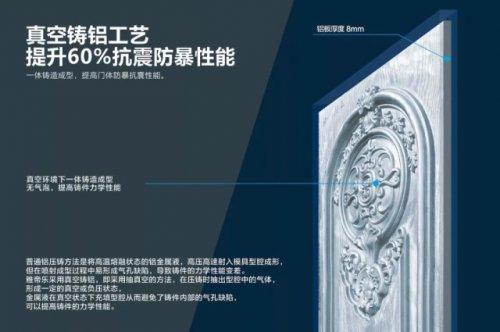 真空铸铝工艺
提升60%抗震防暴性能
一体铸造成型，提高门体防暴抗震性能。
铝板厚度 8mm
真空环境下一体铸造成型
无气泡，提高铸件力学性能
普通铝压铸方法是将高温熔融状态的铝金属液，高压高速射入模具型腔成形，
但在喷射成型过程中易形成气孔缺陷，导致铸件的力学性能变差。
雅帝乐采用真空铸铝，即采用抽真空的方法，在压铸时抽出型腔中的气体，
形成一定的真空或负压状态，
金属液在真空状态下充填型腔从而避免了铸件内部的气孔缺陷，
可以提高铸件的力学性能。